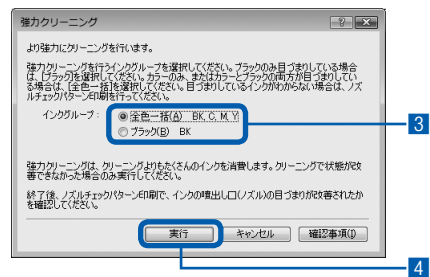 強力クリーニング
より強力にクリーニングを行います。
強力クリーニングを行うインクグループを選択してください。ブラックのみ目づまりしている場合
は、[ブラック]を選択してください。カラーのみ、またはカラーとブラックの両方が目づまりしてい
る場合は、[全色一括]を選択してください。目づまりしているインクがわからない場合は、ノズ
ルチェックパターン印刷を行ってください。
インクグループ： 全色一括(A) BK, C, M, Y
ブラック(B) BK
3
強力クリーニングは、クリーニングよりもたくさんのインクを消費します。クリーニングで状態が改
善できなかった場合のみ実行してください。
終了後、ノズルチェックパターン印刷で、インクの噴出し口(ノズル)の目づまりが改善されたか
を確認してください。
実行 キャンセル 確認事項(I)
4